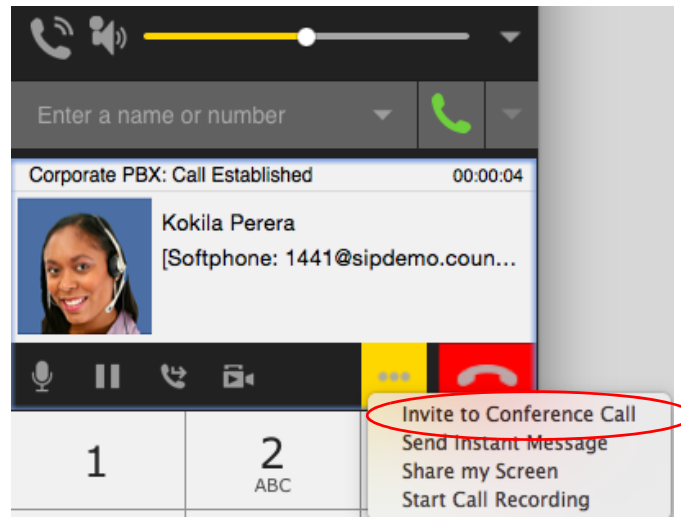 Enter a name or number
Corporate PBX: Call Established 00:00:04
Kokila Perera
[Softphone: 1441@sipdemo.coun...
Invite to Conference Call
Send Instant Message
Share my Screen
Start Call Recording
1 2
ABC